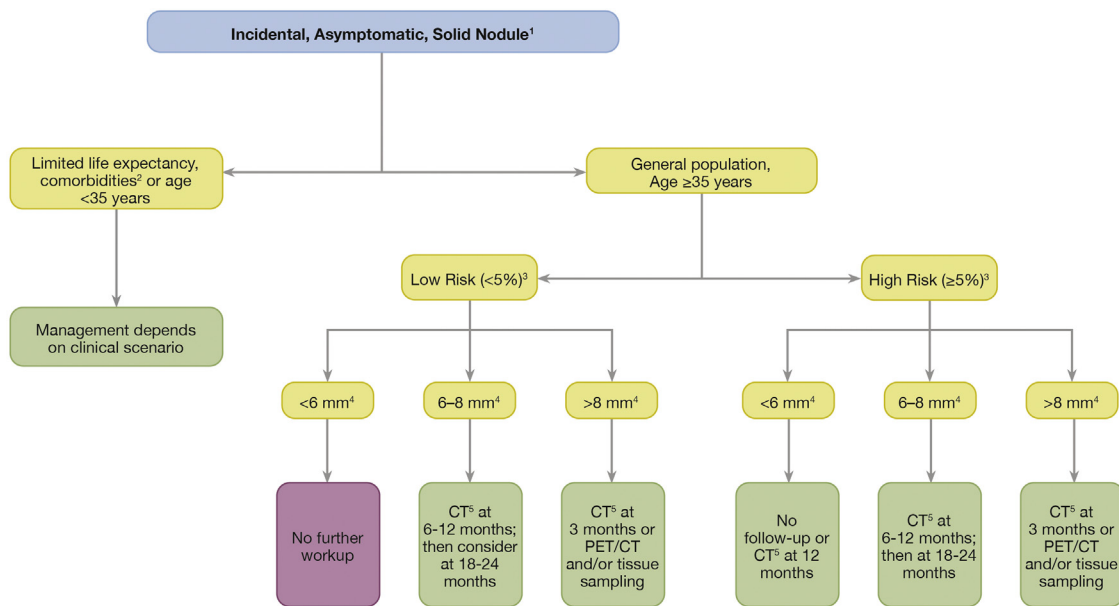 Incidental, Asymptomatic, Solid Nodule¹
Limited life expectancy,
comorbidities² or age
<35 years
General population,
Age ≥35 years
Low Risk (<5%)³
High Risk (≥5%)³
Management depends
on clinical scenario
<6 mm⁴
6–8 mm⁴
>8 mm⁴
<6 mm⁴
6–8 mm⁴
>8 mm⁴
No further
workup
CT⁵ at
6-12 months;
then consider
at 18-24
months
CT⁵ at
3 months or
PET/CT
and/or tissue
sampling
No
follow-up or
CT⁵ at 12
months
CT⁵ at
6-12 months;
then at 18-24
months
CT⁵ at
3 months or
PET/CT
and/or tissue
sampling